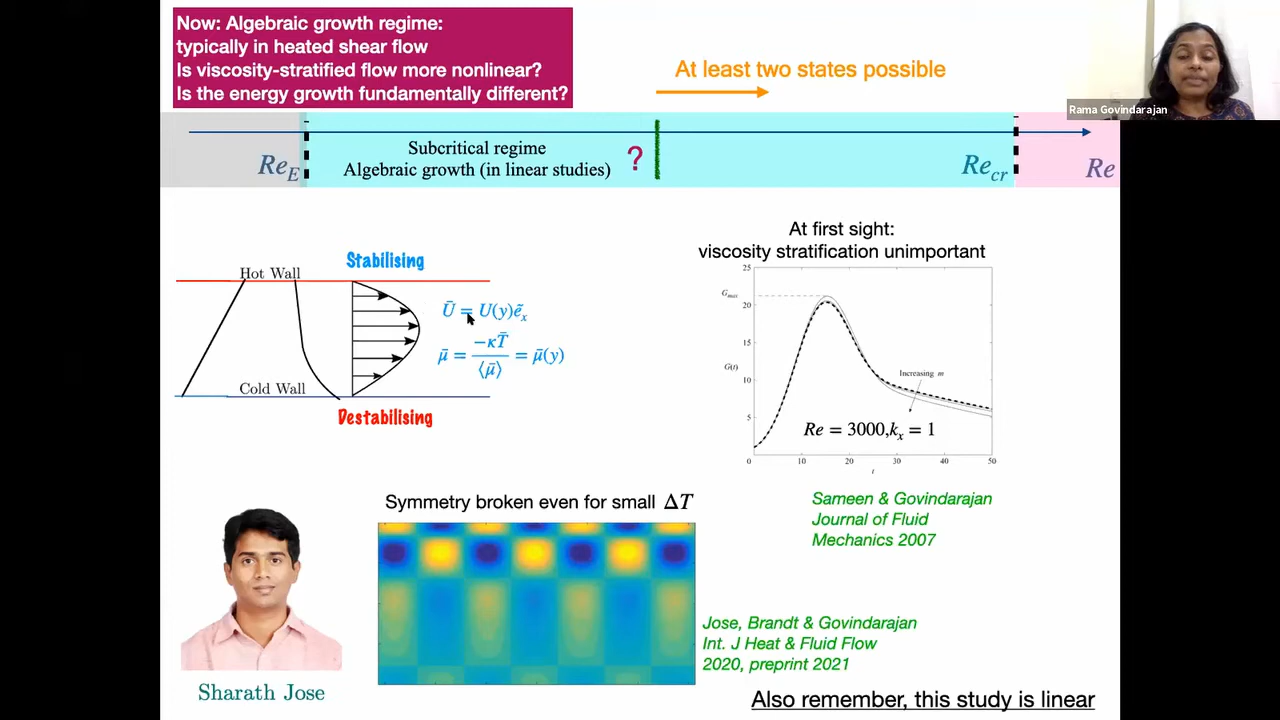 Now: Algebraic growth regime:
typically in heated shear flow
Is viscosity-stratified flow more nonlinear?
Is the energy growth fundamentally different?
At least two states possible
Rama Govindarajan
Re_E
Subcritical regime
Algebraic growth (in linear studies)
?
Re_cr
Re
Stabilising
Hot Wall
Ū = U(y)ẽ_x
μ̄ = −κT̄ / ⟨μ̄⟩ = μ̄(y)
Cold Wall
Destabilising
At first sight:
viscosity stratification unimportant
25
G_max
20
15
G(t)
10
Increasing m
5
Re = 3000, k_x = 1
0 10 20 30 40 50
t
Symmetry broken even for small ΔT
Sameen & Govindarajan
Journal of Fluid
Mechanics 2007
Jose, Brandt & Govindarajan
Int. J Heat & Fluid Flow
2020, preprint 2021
Sharath Jose
Also remember, this study is linear